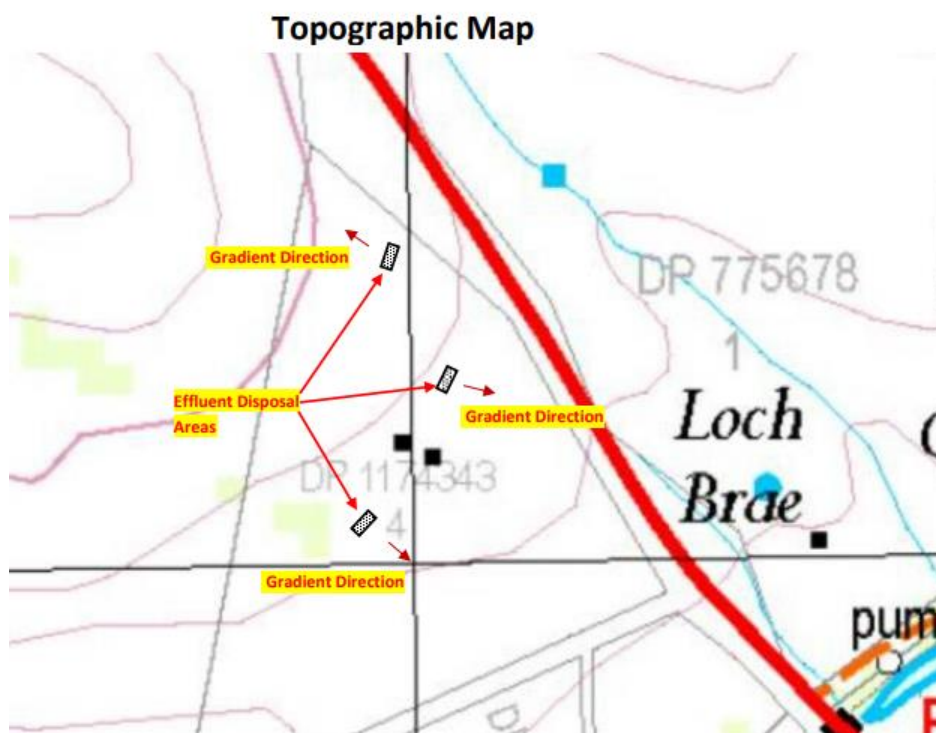 Topographic Map
Gradient Direction
DP 775678
1
Effluent Disposal
Areas
Gradient Direction
Loch
Brae
DP 1174343
4
Gradient Direction
pum